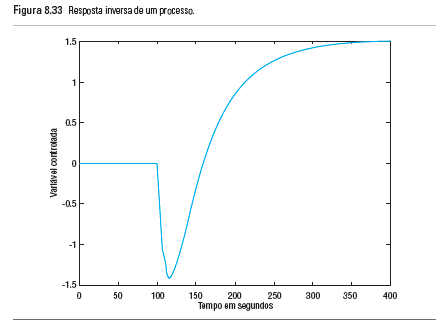 Figura 8.33 Resposta inversa de um processo.
1.5
1
0.5
0
-0.5
-1
-1.5
Variável controlada
0 50 100 150 200 250 300 350 400
Tempo em segundos